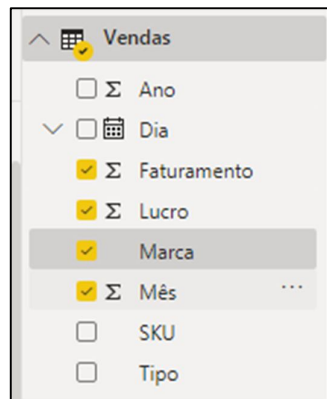 Vendas
Σ Ano
Dia
Σ Faturamento
Σ Lucro
Marca
Σ Mês ...
SKU
Tipo